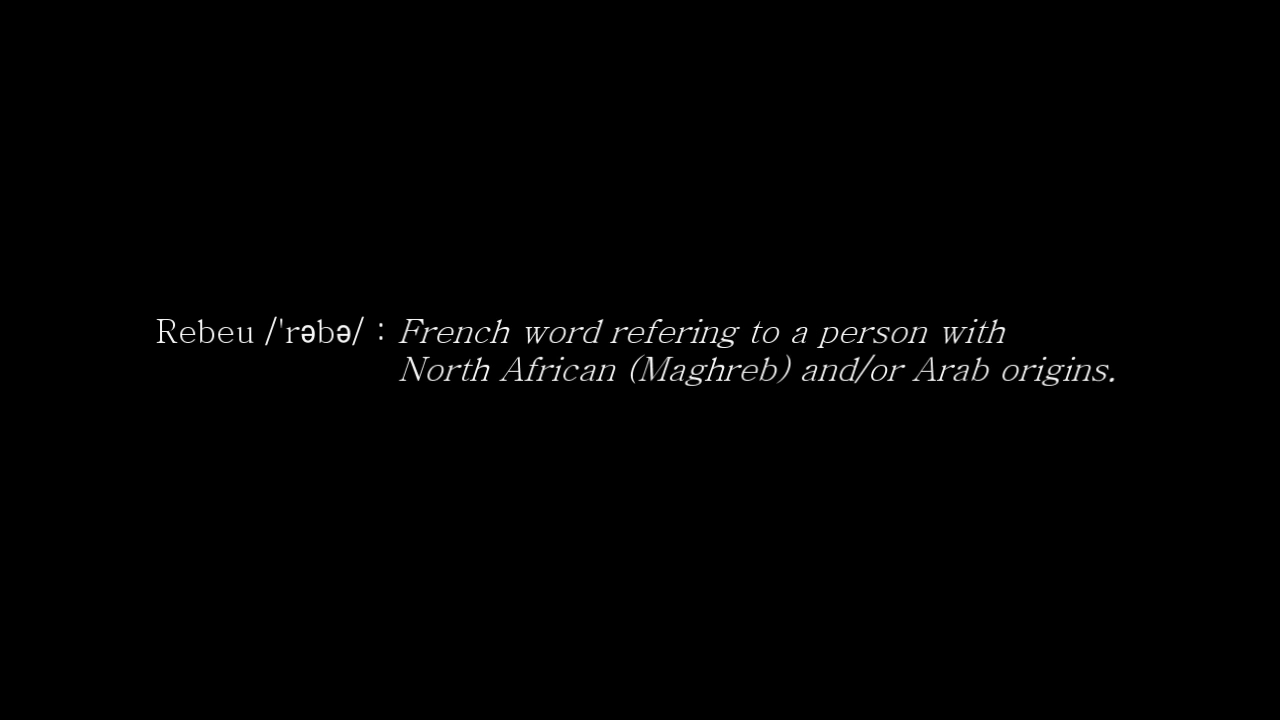 Rebeu /'rəbə/ : French word refering to a person with
North African (Maghreb) and/or Arab origins.